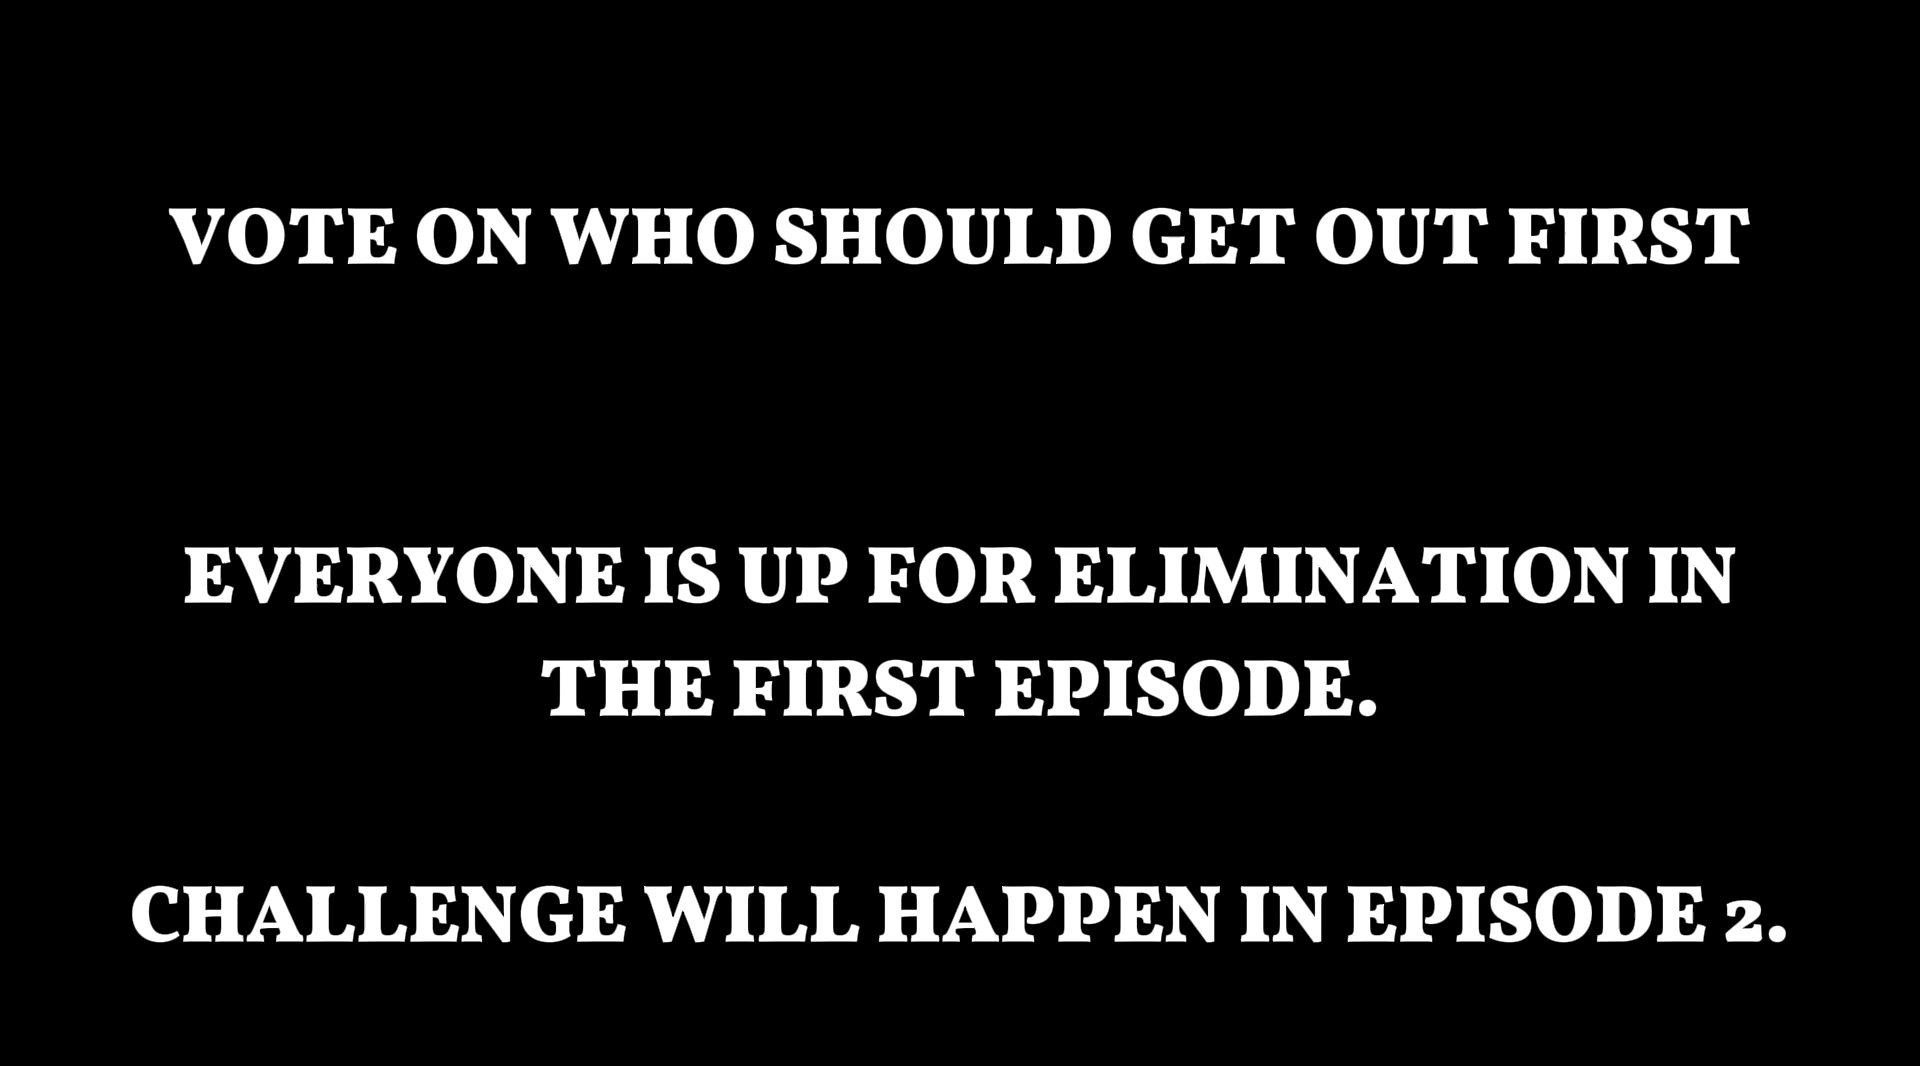 VOTE ON WHO SHOULD GET OUT FIRST
EVERYONE IS UP FOR ELIMINATION IN
THE FIRST EPISODE.
CHALLENGE WILL HAPPEN IN EPISODE 2.